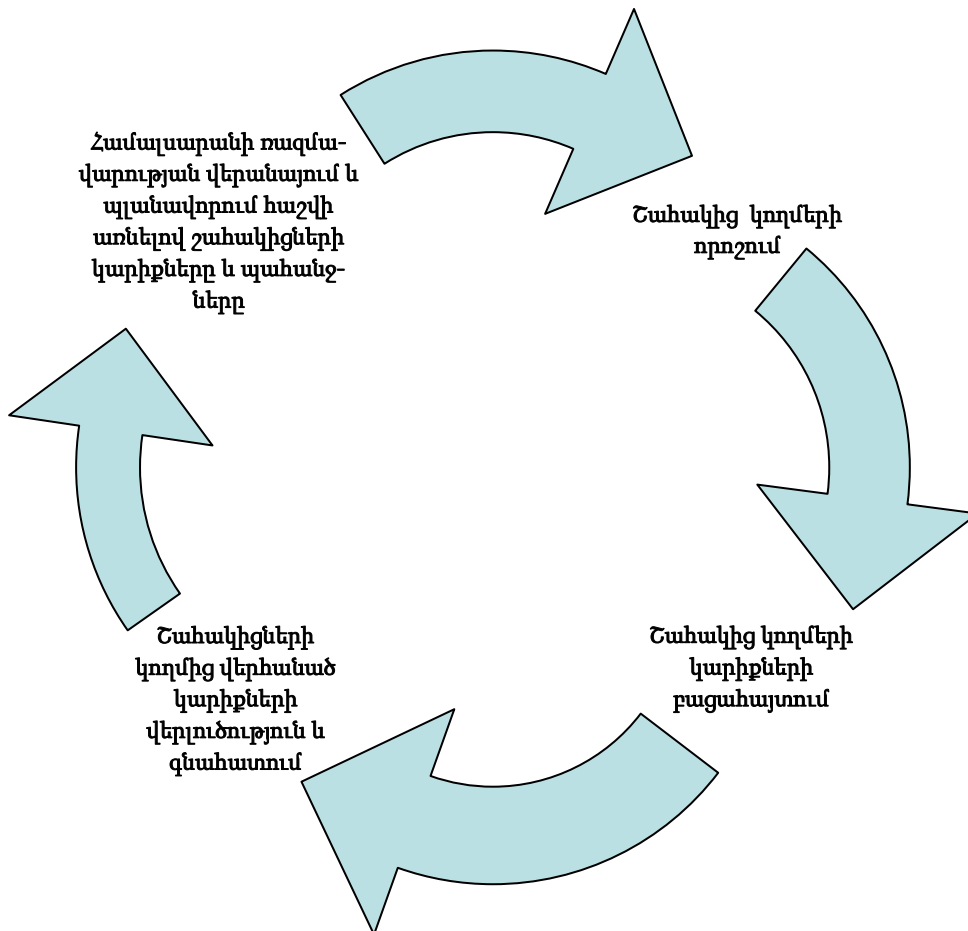 Համալսարանի ռազմա-
վարության վերանայում և
պլանավորում հաշվի
առնելով շահակիցների
կարիքները և պահանջ-
ները
Շահակից կողմերի
որոշում
Շահակից կողմերի
կարիքների
բացահայտում
Շահակիցների
կողմից վերհանած
կարիքների
վերլուծություն և
գնահատում